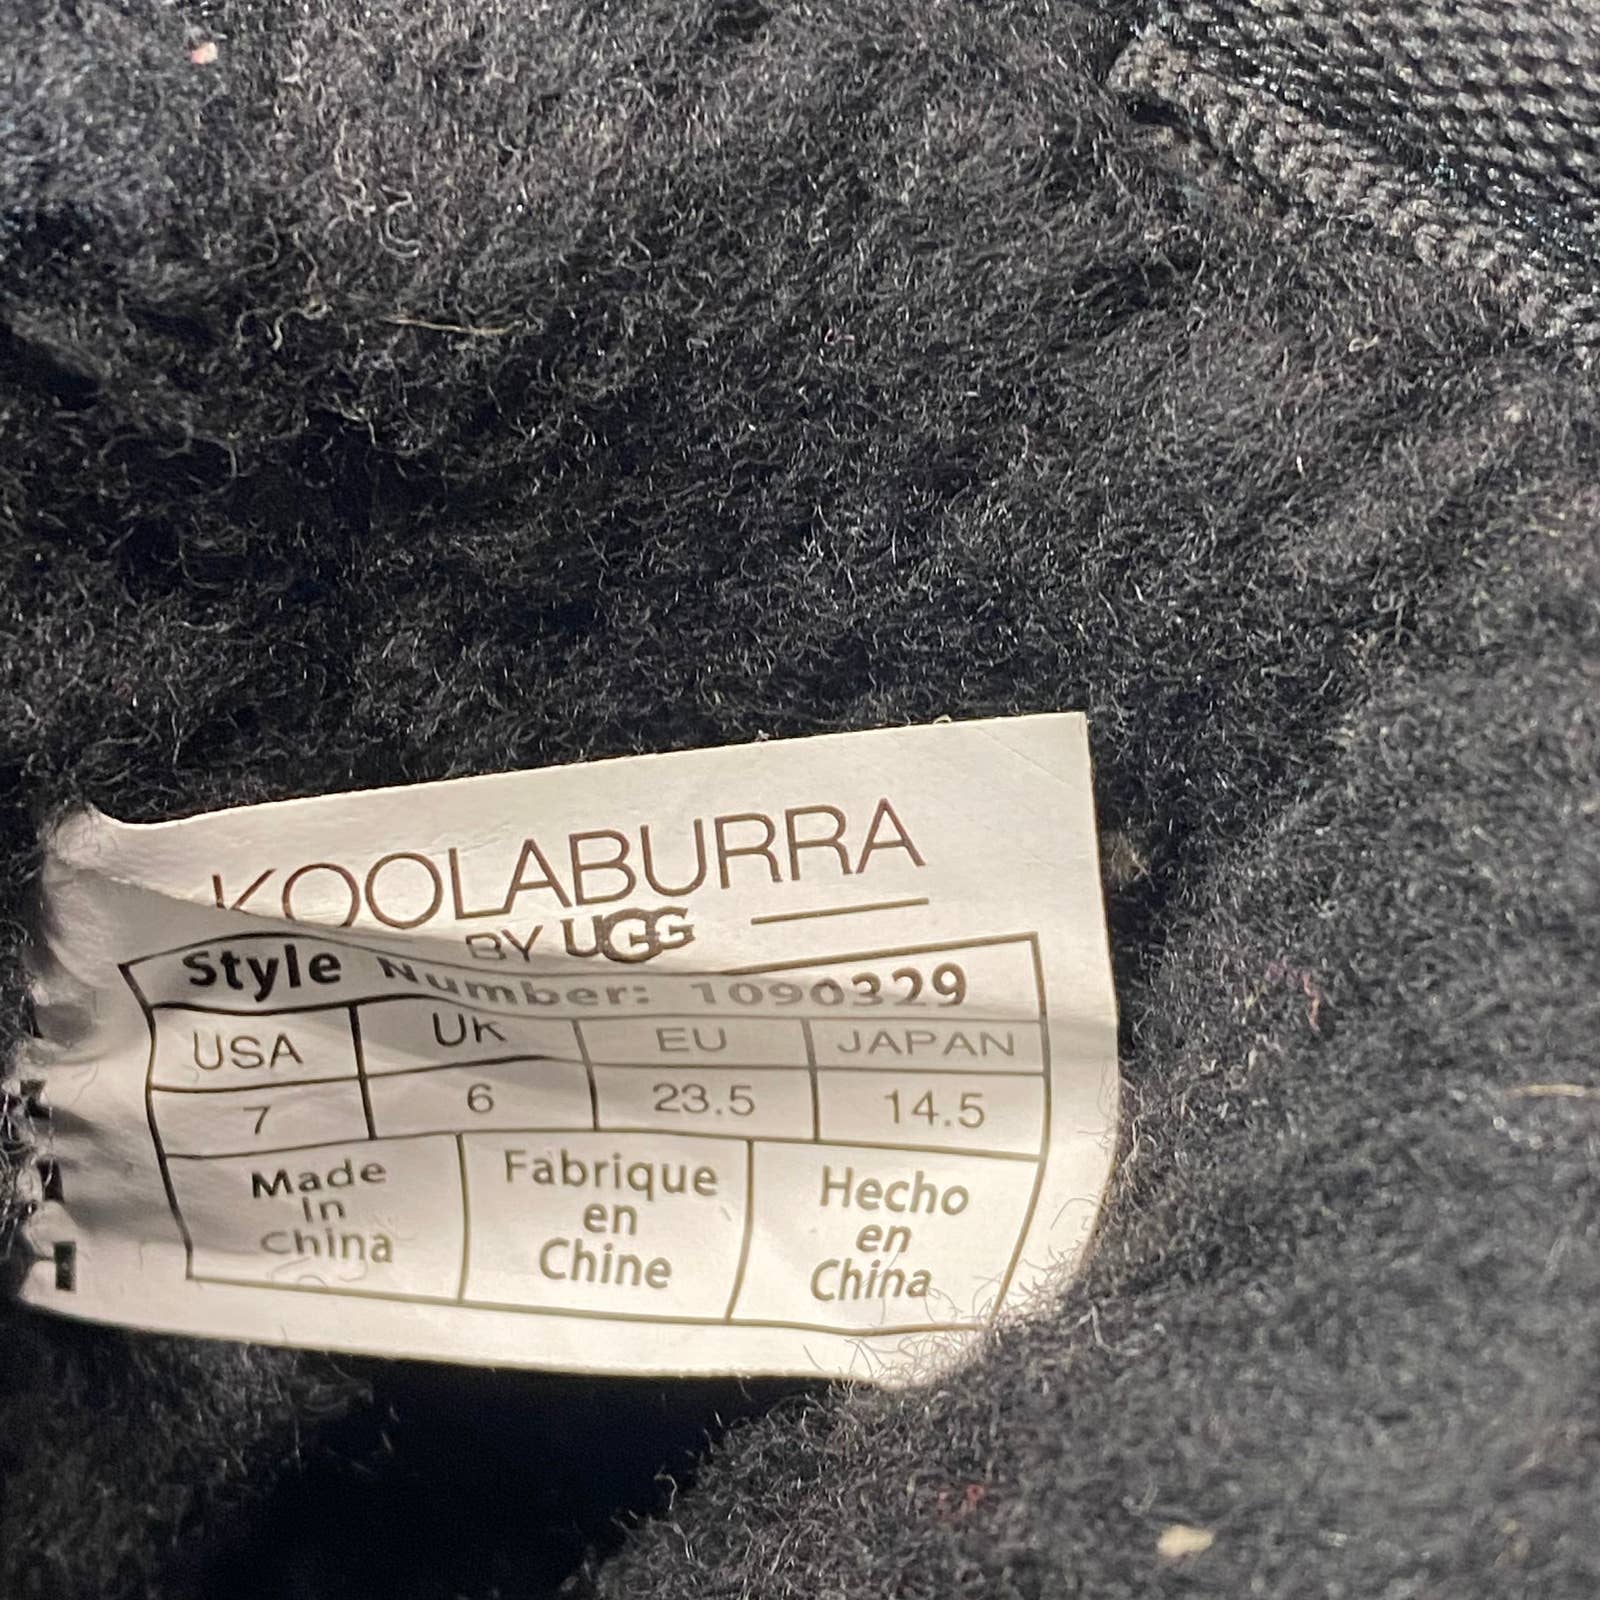 KOOLABURRA
BY UGG
Style Number: 1090329
USA UK EU JAPAN
7 6 23.5 14.5
Made
in
China
Fabrique
en
Chine
Hecho
en
China